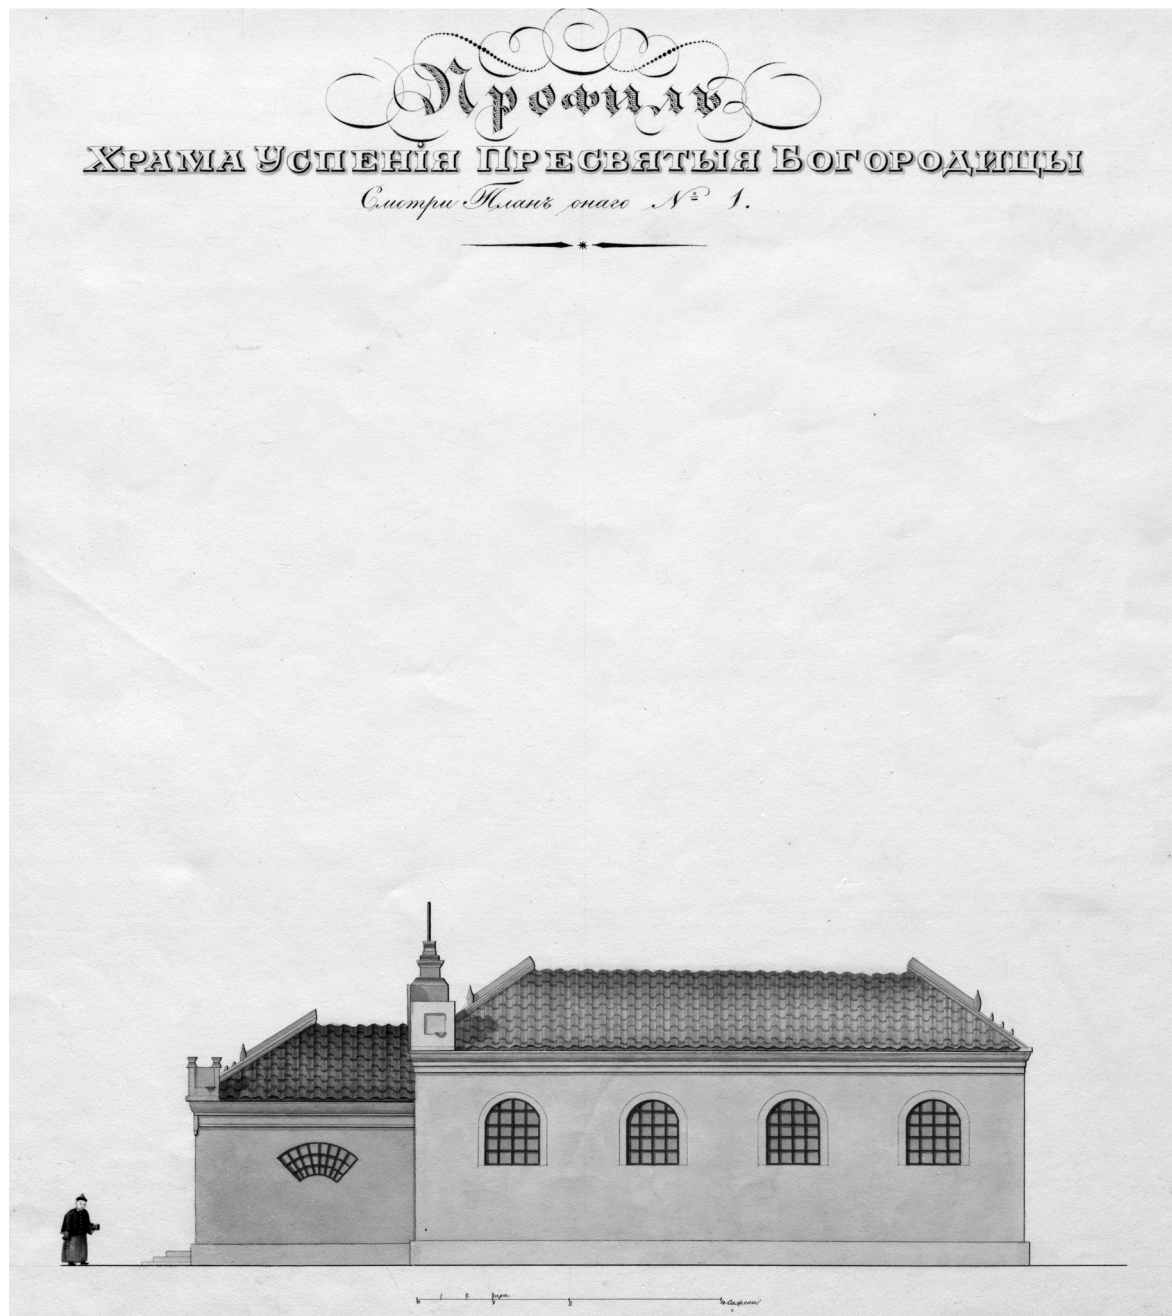 Профиль
Храма Успенія Пресвятыя Богородицы
Смотри Планъ онаго № 1.